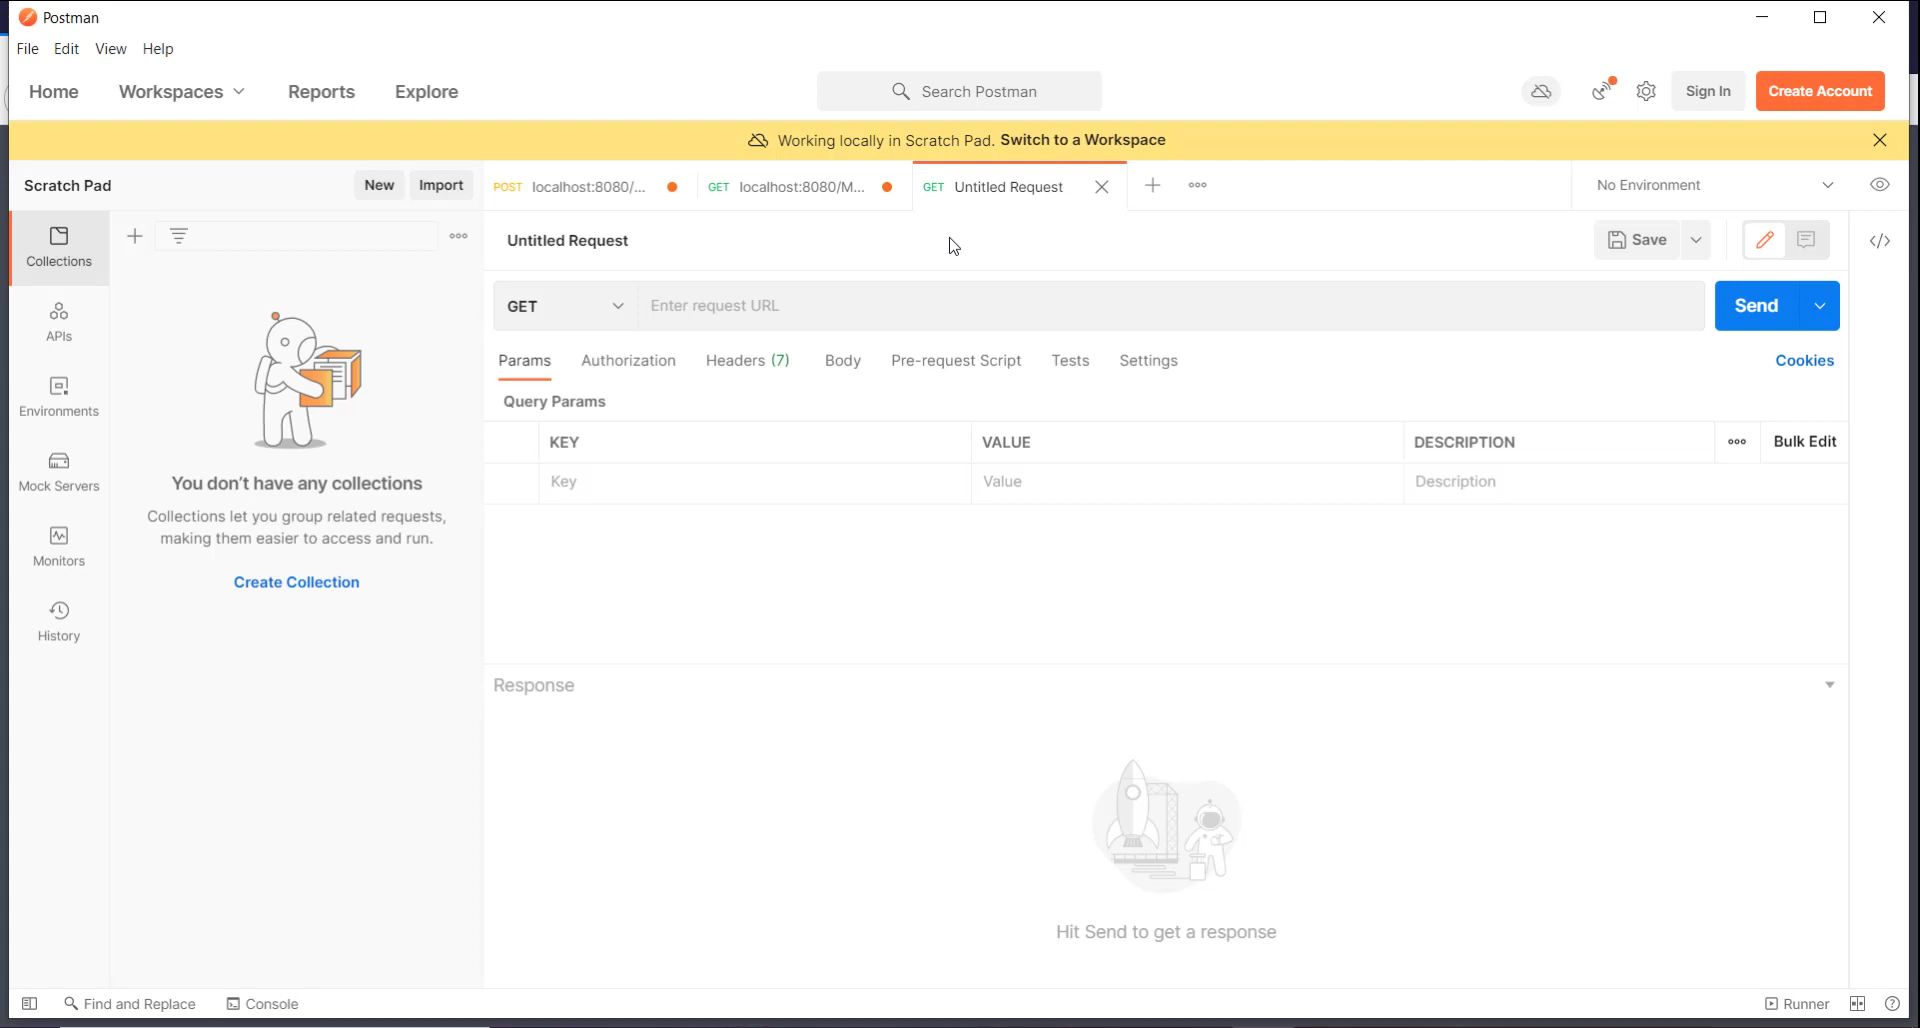 Postman
File Edit View Help
Home Workspaces Reports Explore Search Postman Sign In Create Account
Working locally in Scratch Pad. Switch to a Workspace
Scratch Pad New Import POST localhost:8080/... GET localhost:8080/M... GET Untitled Request No Environment
Untitled Request Save
Collections
GET Enter request URL Send
APIs
Params Authorization Headers (7) Body Pre-request Script Tests Settings Cookies
Environments
Query Params
KEY VALUE DESCRIPTION Bulk Edit
Key Value Description
Mock Servers
You don't have any collections
Collections let you group related requests,
making them easier to access and run.
Monitors
Create Collection
History
Response
Hit Send to get a response
Find and Replace Console Runner